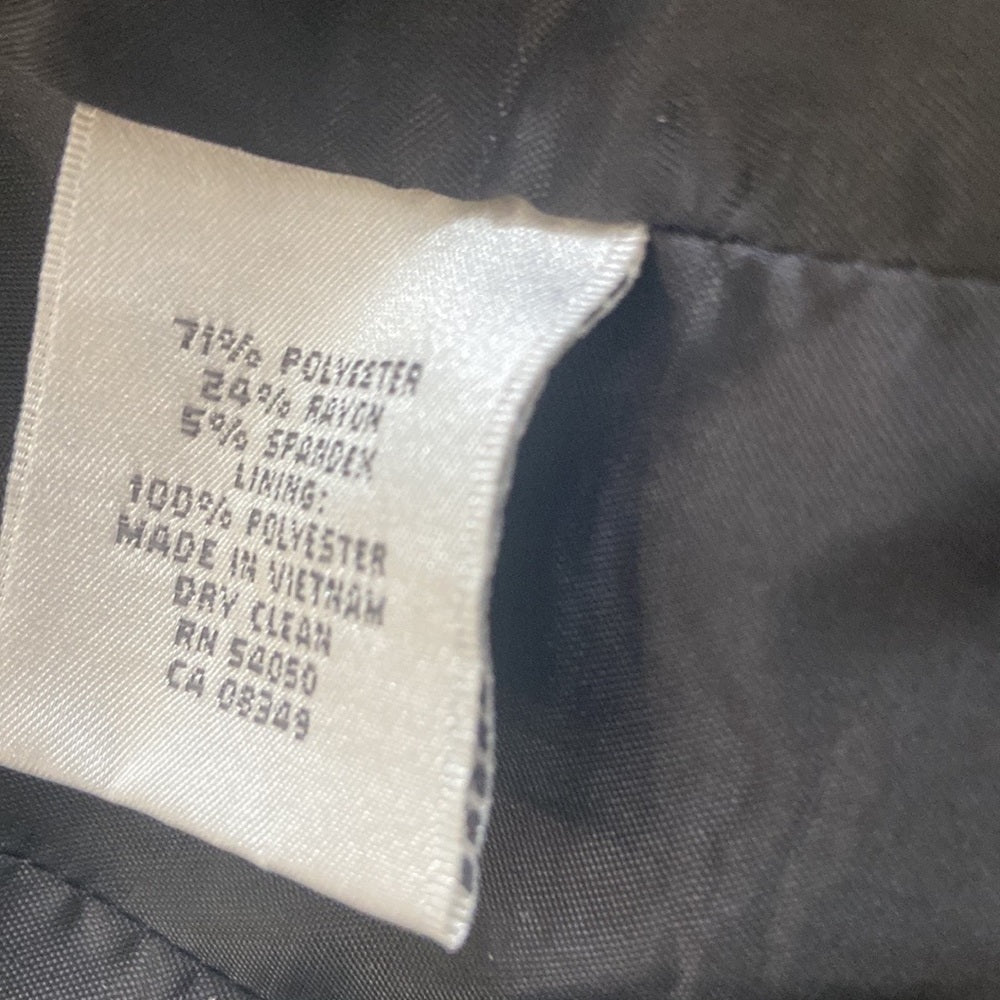 71% POLYESTER
24% RAYON
5% SPANDEX
LINING:
100% POLYESTER
MADE IN VIETNAM
DRY CLEAN
RN 54050
CA 08349